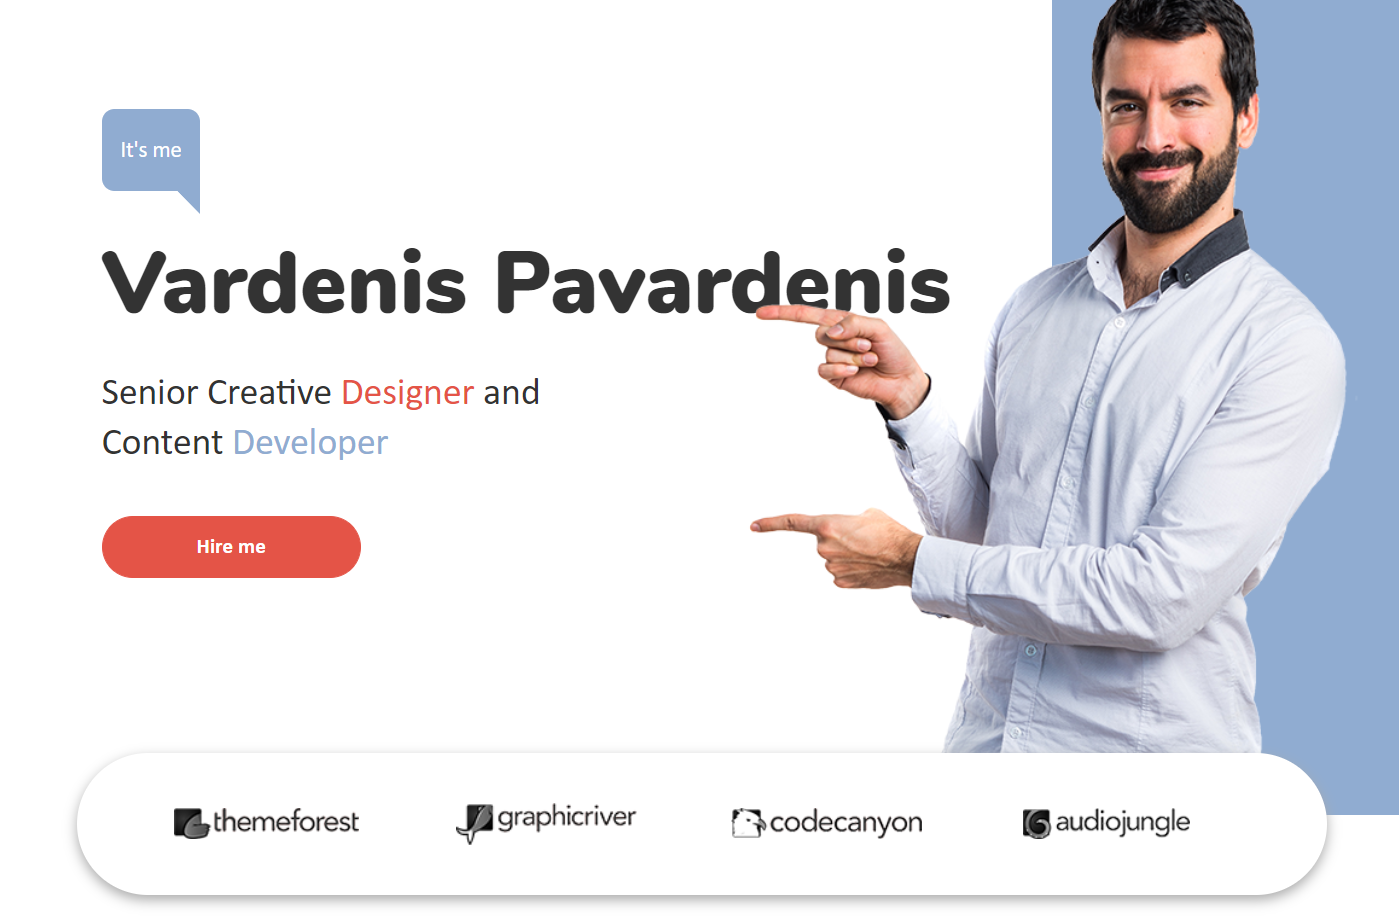 It's me
Vardenis Pavardenis
Senior Creative Designer and
Content Developer
Hire me
themeforest
graphicriver
codecanyon
audiojungle